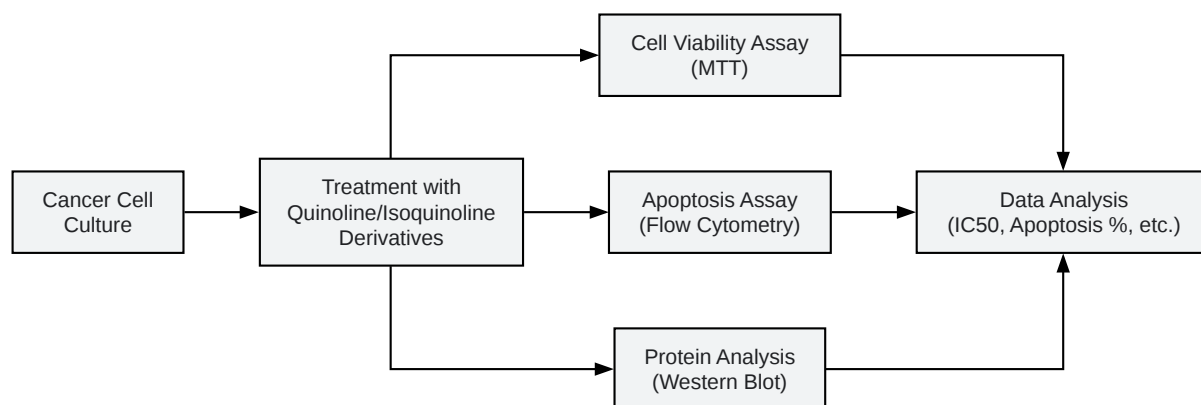 Cancer Cell
Culture
Treatment with
Quinoline/Isoquinoline
Derivatives
Cell Viability Assay
(MTT)
Apoptosis Assay
(Flow Cytometry)
Protein Analysis
(Western Blot)
Data Analysis
(IC50, Apoptosis %, etc.)